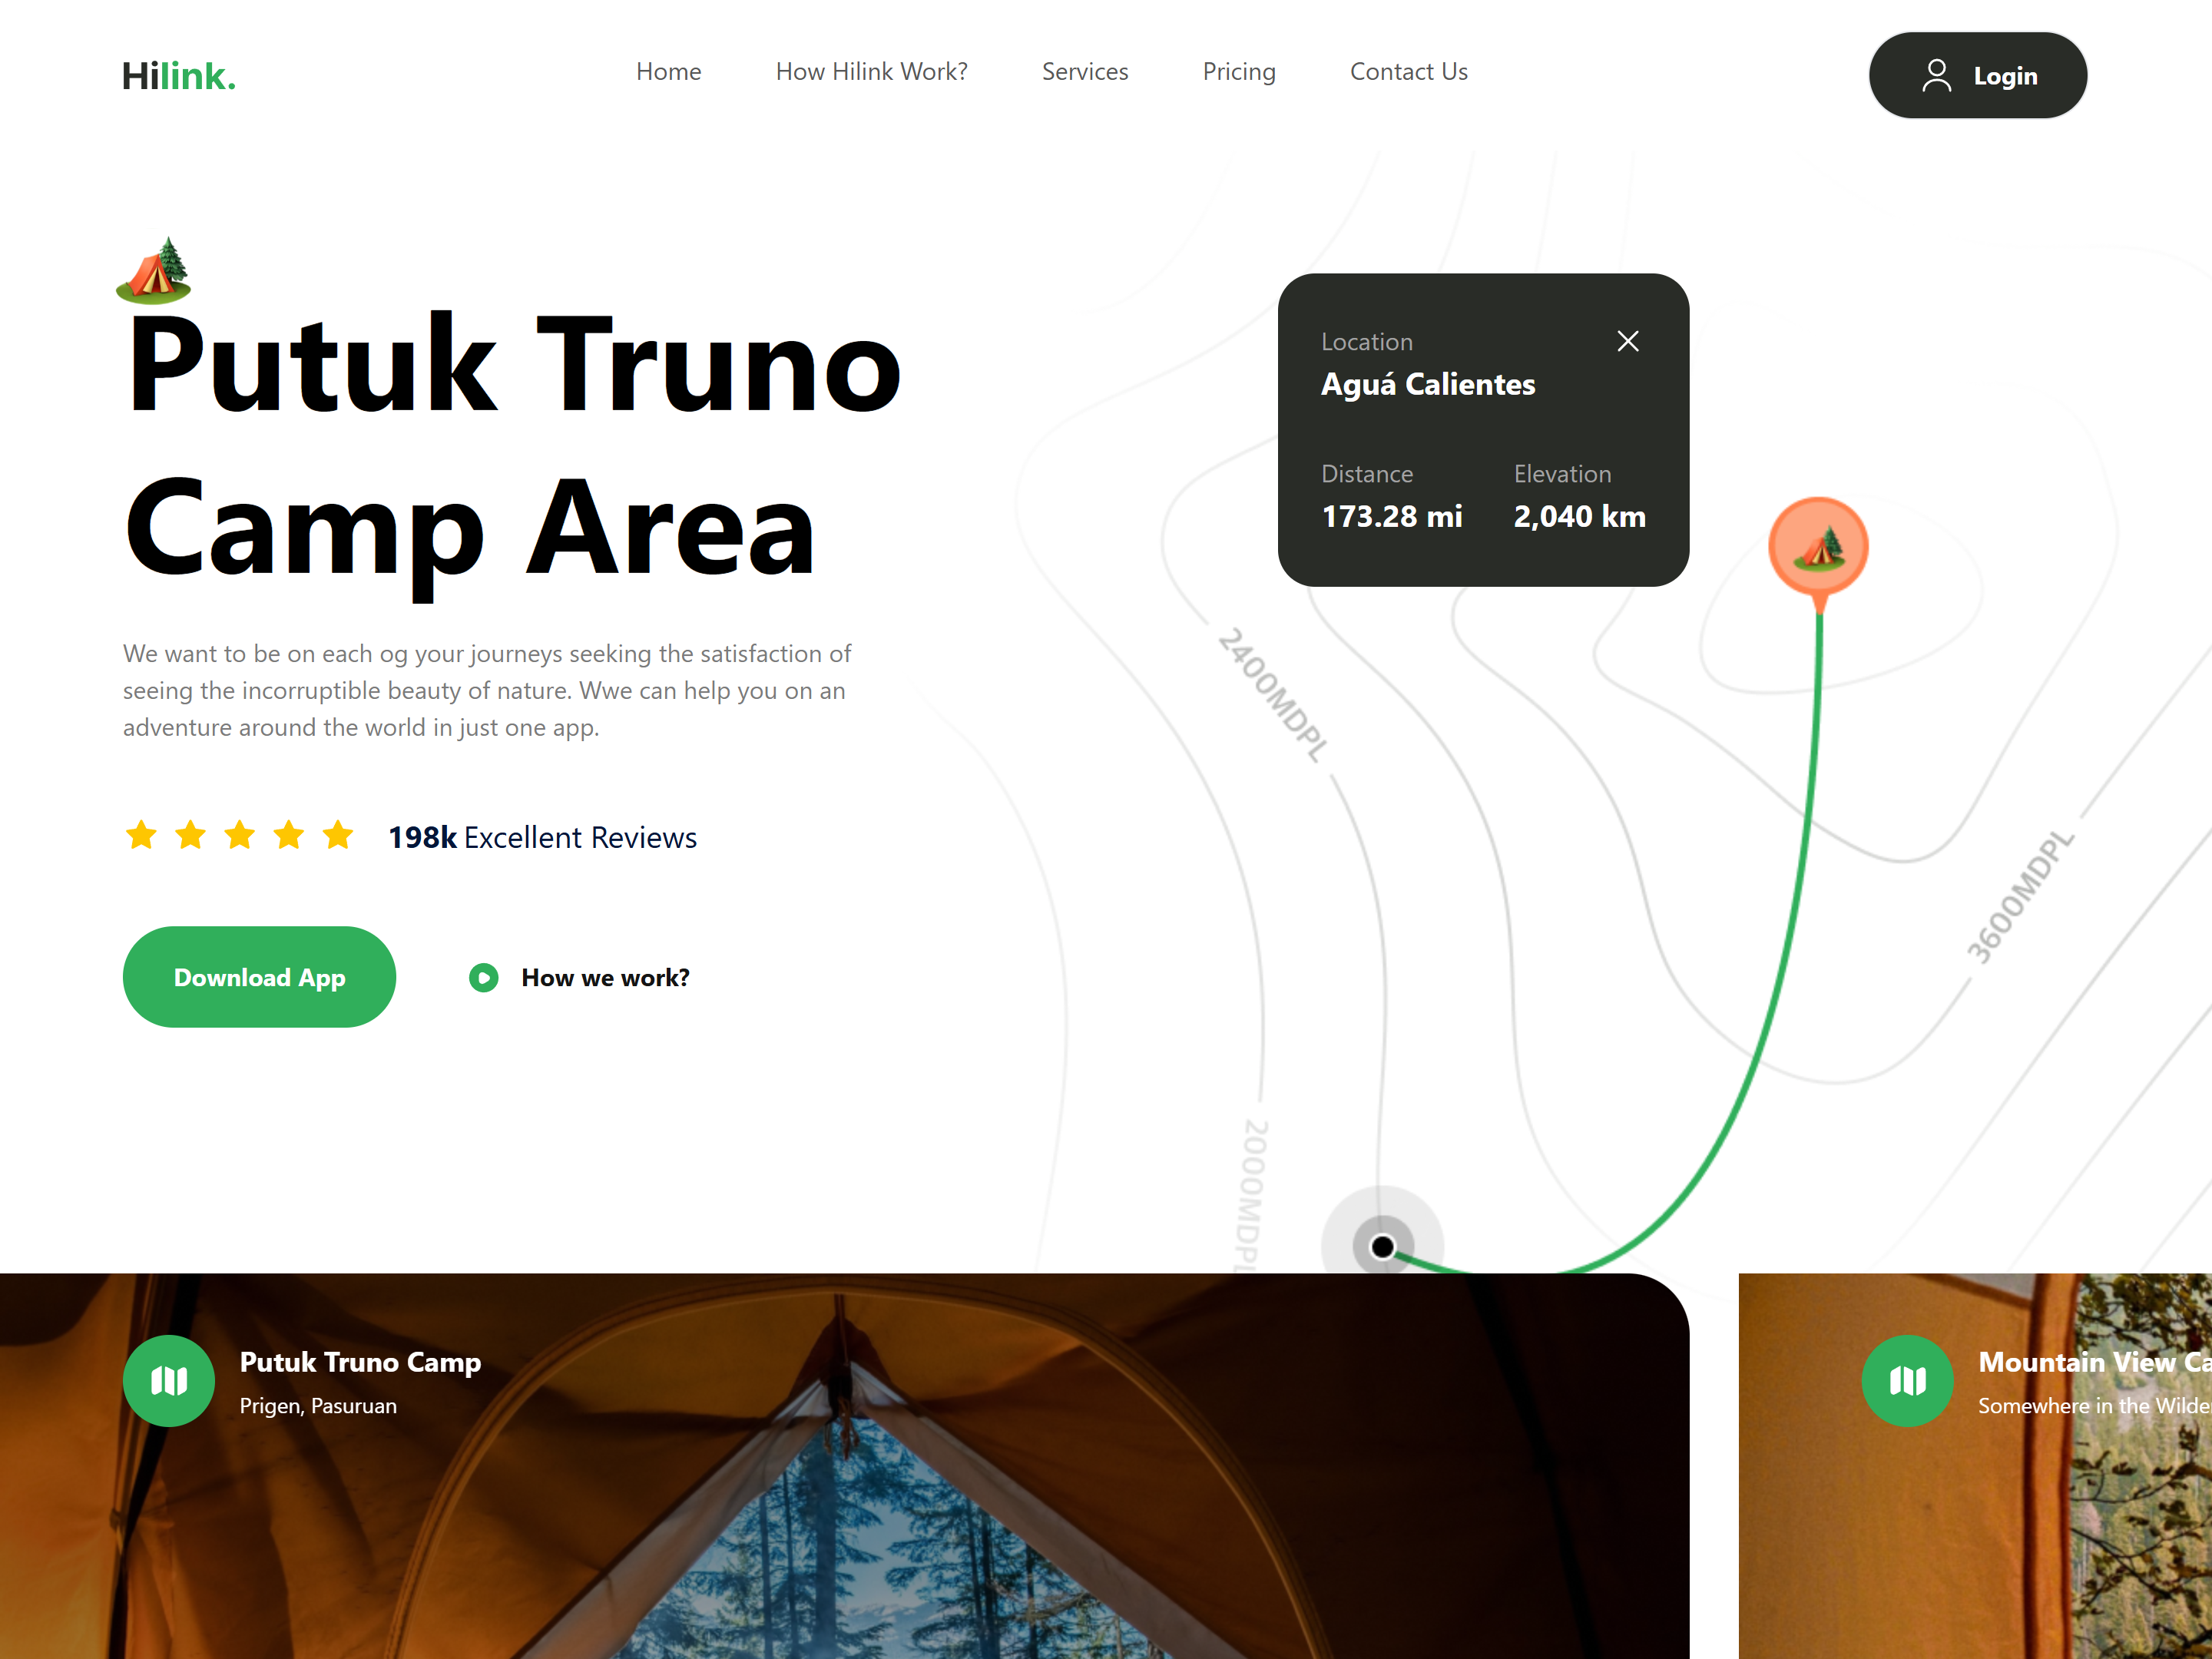 Hilink.
Home
How Hilink Work?
Services
Pricing
Contact Us
Login
Putuk Truno
Camp Area
We want to be on each og your journeys seeking the satisfaction of
seeing the incorruptible beauty of nature. Wwe can help you on an
adventure around the world in just one app.
198k Excellent Reviews
Download App
How we work?
Location
Aguá Calientes
Distance
173.28 mi
Elevation
2,040 km
2400MDPL
3600MDPL
2000MDPL
Putuk Truno Camp
Prigen, Pasuruan
Mountain View
Somewhere in the